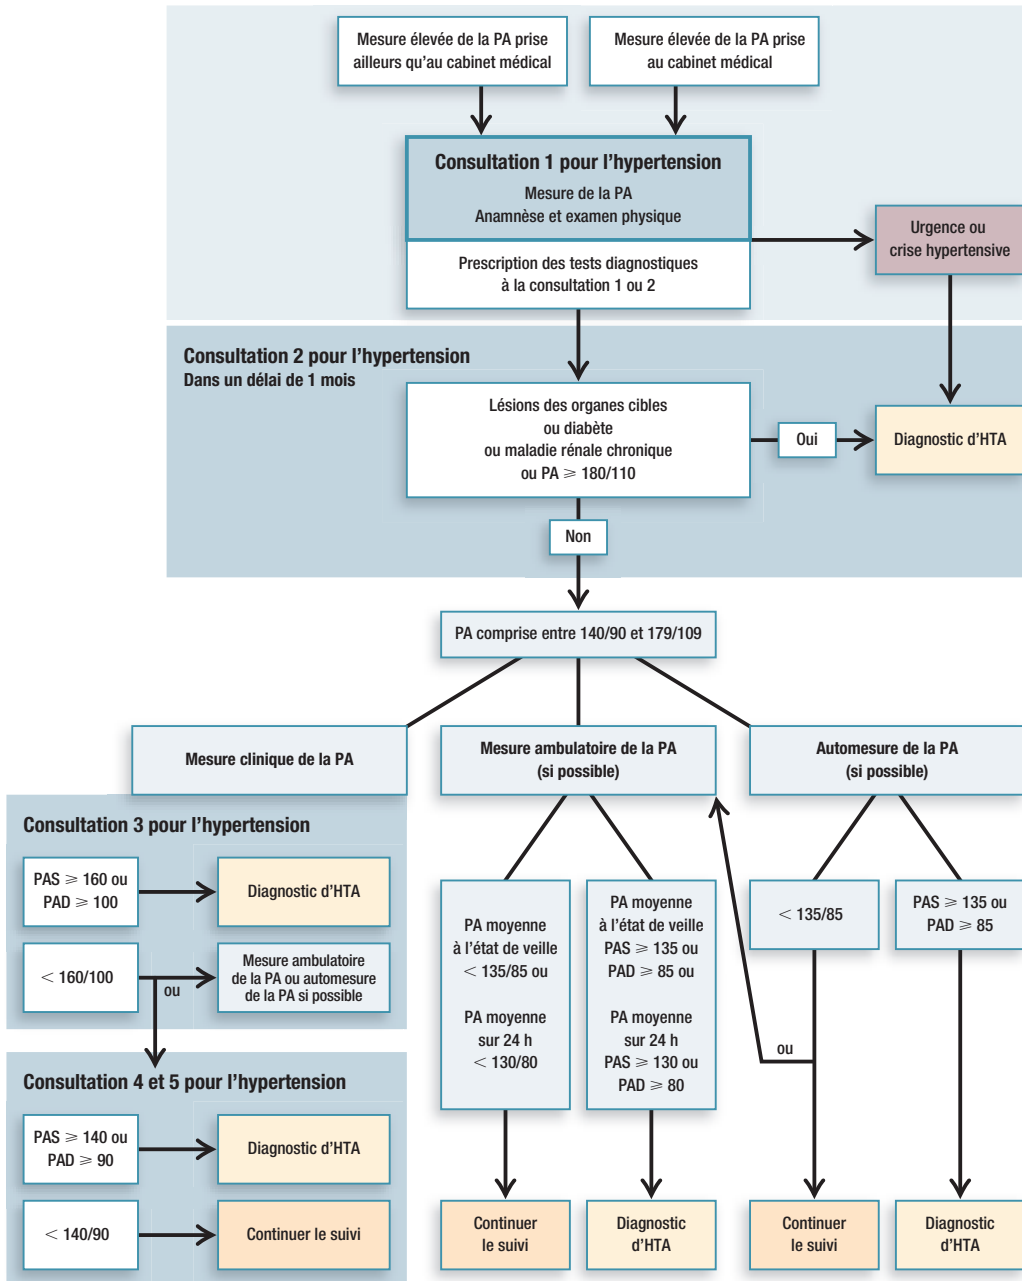 Mesure élevée de la PA prise
ailleurs qu'au cabinet médical
Mesure élevée de la PA prise
au cabinet médical
Consultation 1 pour l'hypertension
Mesure de la PA
Anamnèse et examen physique
Prescription des tests diagnostiques
à la consultation 1 ou 2
Urgence ou
crise hypertensive
Consultation 2 pour l'hypertension
Dans un délai de 1 mois
Lésions des organes cibles
ou diabète
ou maladie rénale chronique
ou PA ⩾ 180/110
Oui
Diagnostic d'HTA
Non
PA comprise entre 140/90 et 179/109
Mesure clinique de la PA
Mesure ambulatoire de la PA
(si possible)
Automesure de la PA
(si possible)
Consultation 3 pour l'hypertension
PAS ⩾ 160 ou
PAD ⩾ 100
Diagnostic d'HTA
< 160/100
ou
Mesure ambulatoire
de la PA ou automesure
de la PA si possible
Consultation 4 et 5 pour l'hypertension
PAS ⩾ 140 ou
PAD ⩾ 90
Diagnostic d'HTA
< 140/90
Continuer le suivi
PA moyenne
à l'état de veille
< 135/85 ou
PA moyenne
sur 24 h
< 130/80
PA moyenne
à l'état de veille
PAS ⩾ 135 ou
PAD ⩾ 85 ou
PA moyenne
sur 24 h
PAS ⩾ 130 ou
PAD ⩾ 80
< 135/85
PAS ⩾ 135 ou
PAD ⩾ 85
ou
Continuer
le suivi
Diagnostic
d'HTA
Continuer
le suivi
Diagnostic
d'HTA